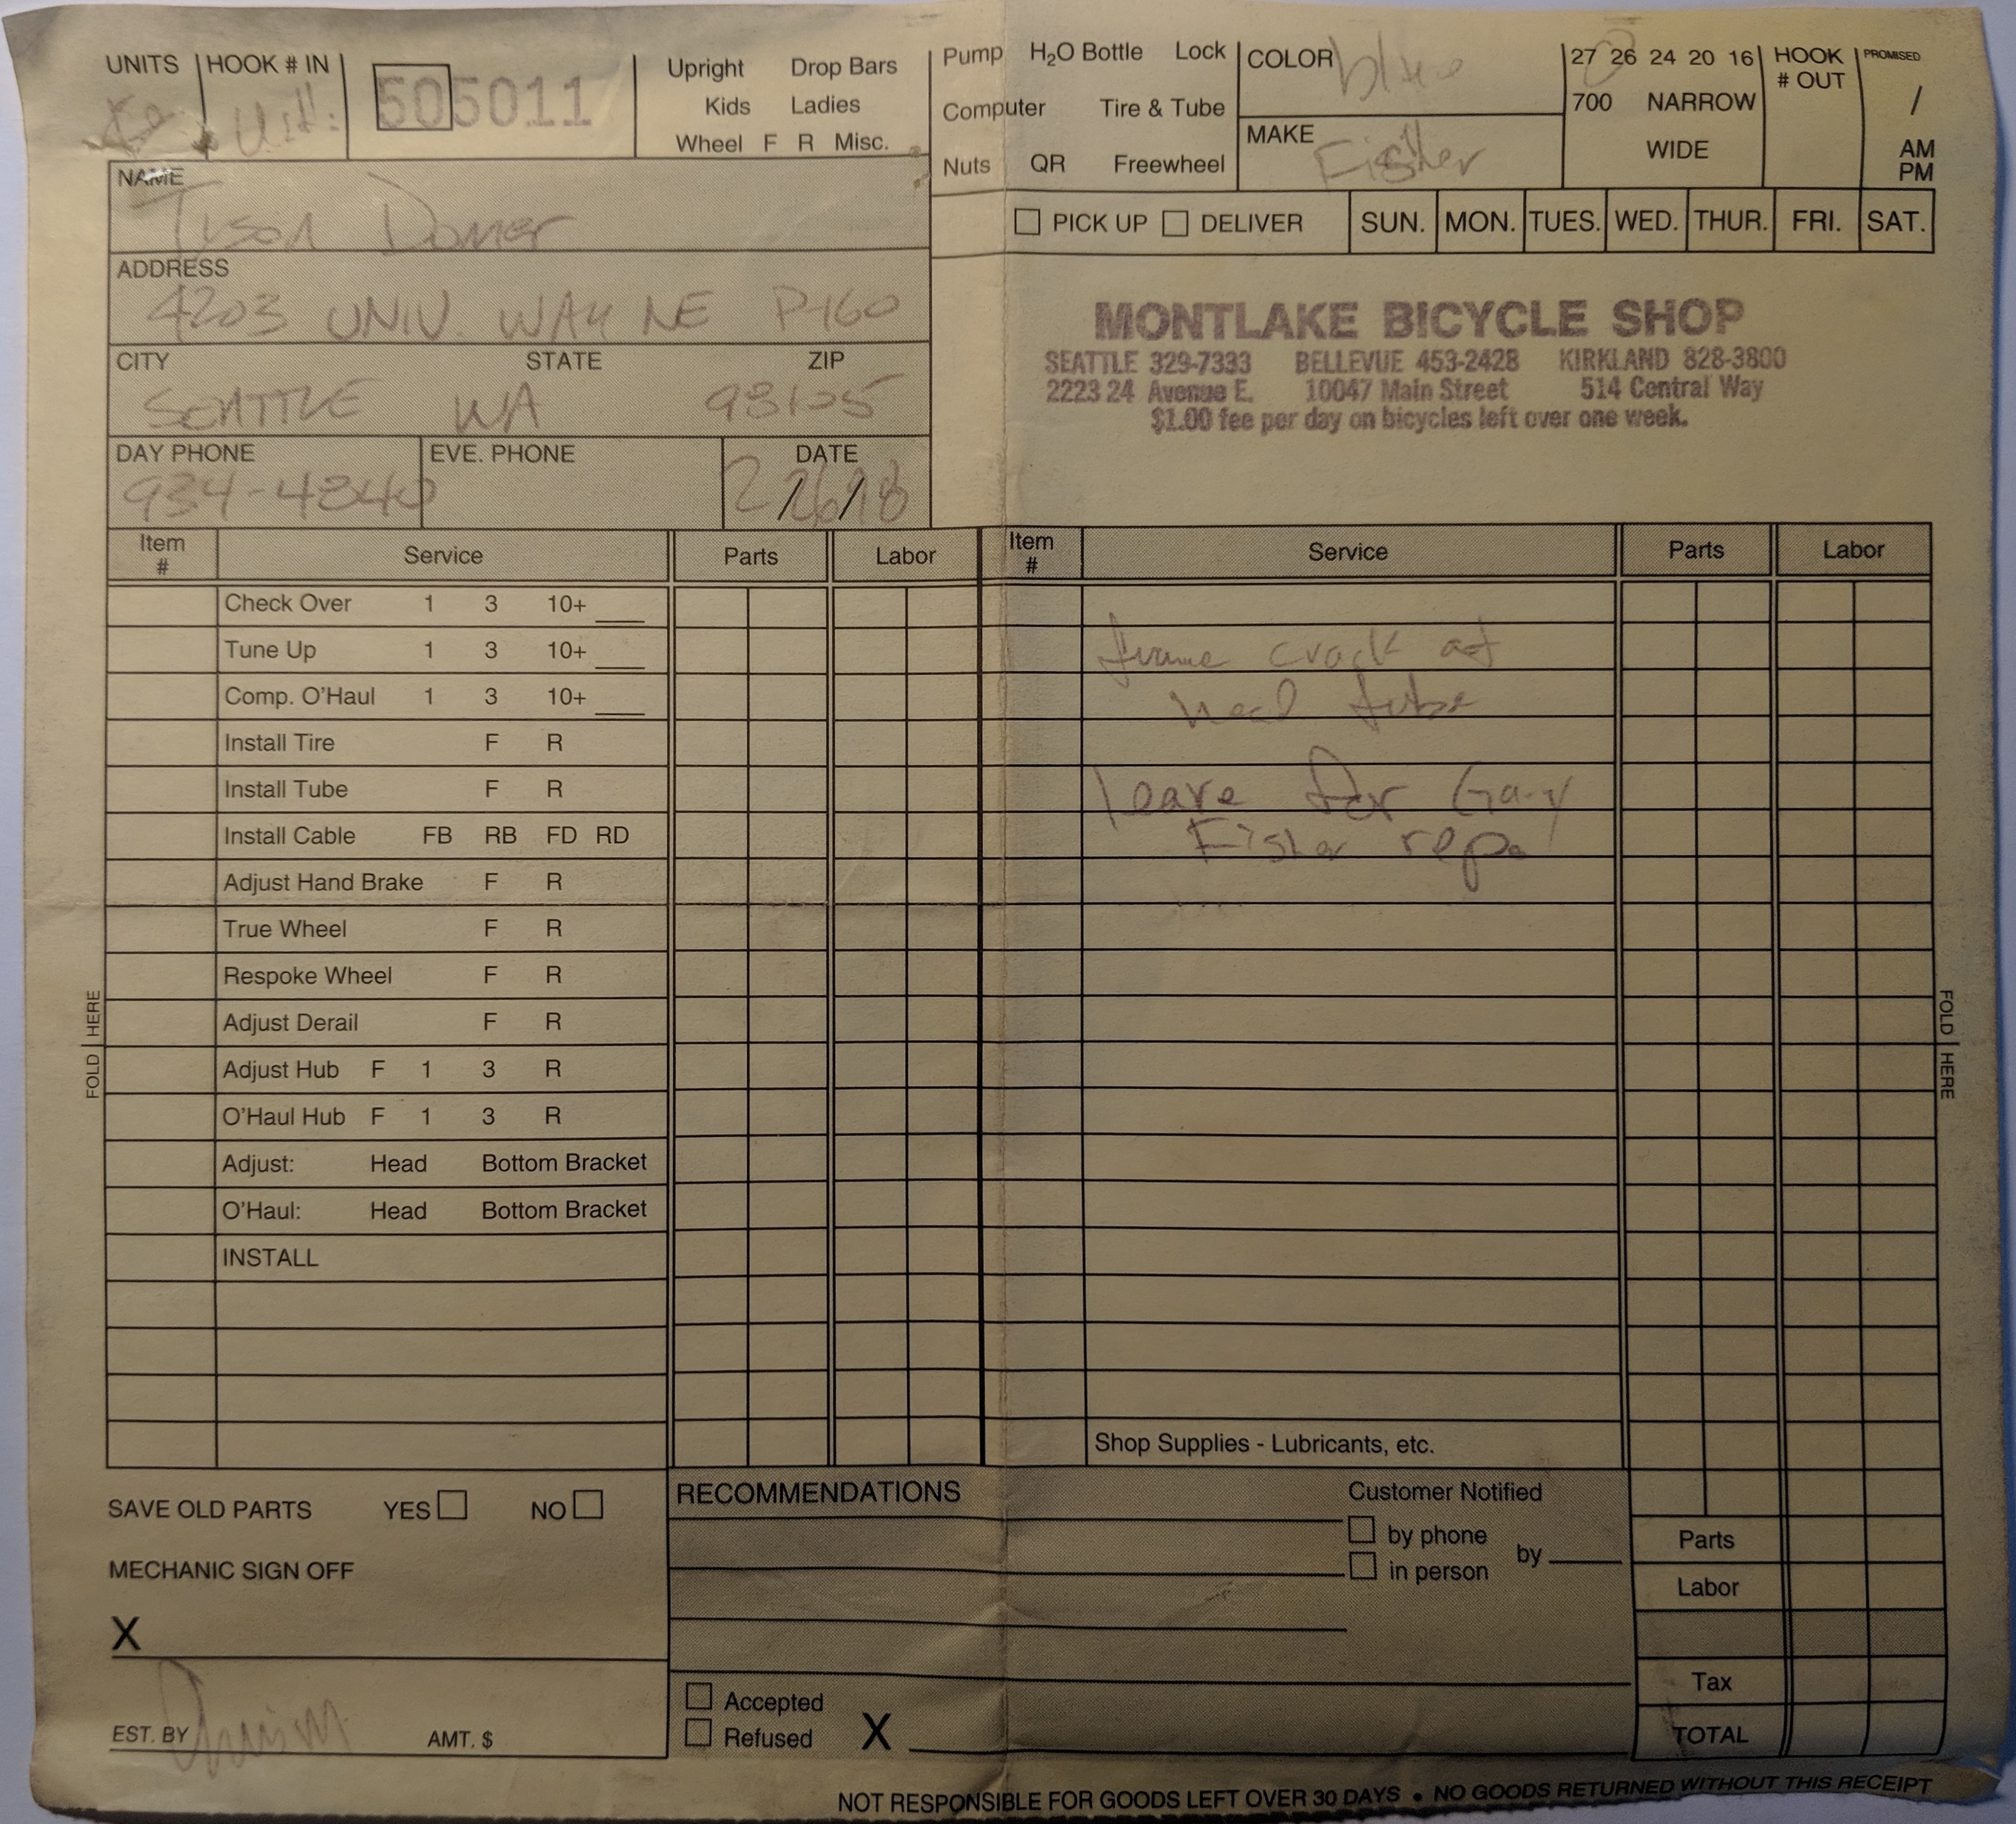 UNITS HOOK # IN 505011
Upright Drop Bars
Kids Ladies
Wheel F R Misc.
Pump H₂O Bottle Lock
Computer Tire & Tube
Nuts QR Freewheel
COLOR blue
MAKE Fisher
27 26 24 20 16
700 NARROW
WIDE
HOOK # OUT
PROMISED
/
AM
PM
NAME
Tyson Domer
ADDRESS
4203 UNIV. WAY NE P460
CITY STATE ZIP
SEATTLE WA 98105
DAY PHONE EVE. PHONE DATE
934-4840 2/26/98
PICK UP DELIVER SUN. MON. TUES. WED. THUR. FRI. SAT.
MONTLAKE BICYCLE SHOP
SEATTLE 329-7333 BELLEVUE 453-2428 KIRKLAND 828-3800
2223 24 Avenue E. 10047 Main Street 514 Central Way
$1.00 fee per day on bicycles left over one week.
Item # Service Parts Labor
Check Over 1 3 10+ ___
Tune Up 1 3 10+ ___
Comp. O'Haul 1 3 10+ ___
Install Tire F R
Install Tube F R
Install Cable FB RB FD RD
Adjust Hand Brake F R
True Wheel F R
Respoke Wheel F R
Adjust Derail F R
Adjust Hub F 1 3 R
O'Haul Hub F 1 3 R
Adjust: Head Bottom Bracket
O'Haul: Head Bottom Bracket
INSTALL
Item # Service Parts Labor
frame crack at
head tube
leave for Gary
Fisher rep.
Shop Supplies - Lubricants, etc.
FOLD HERE
FOLD HERE
SAVE OLD PARTS YES NO
MECHANIC SIGN OFF
X
EST. BY AMT. $
RECOMMENDATIONS
Customer Notified
by phone
in person
by ____
Accepted
Refused
X
Parts
Labor
Tax
TOTAL
NOT RESPONSIBLE FOR GOODS LEFT OVER 30 DAYS • NO GOODS RETURNED WITHOUT THIS RECEIPT